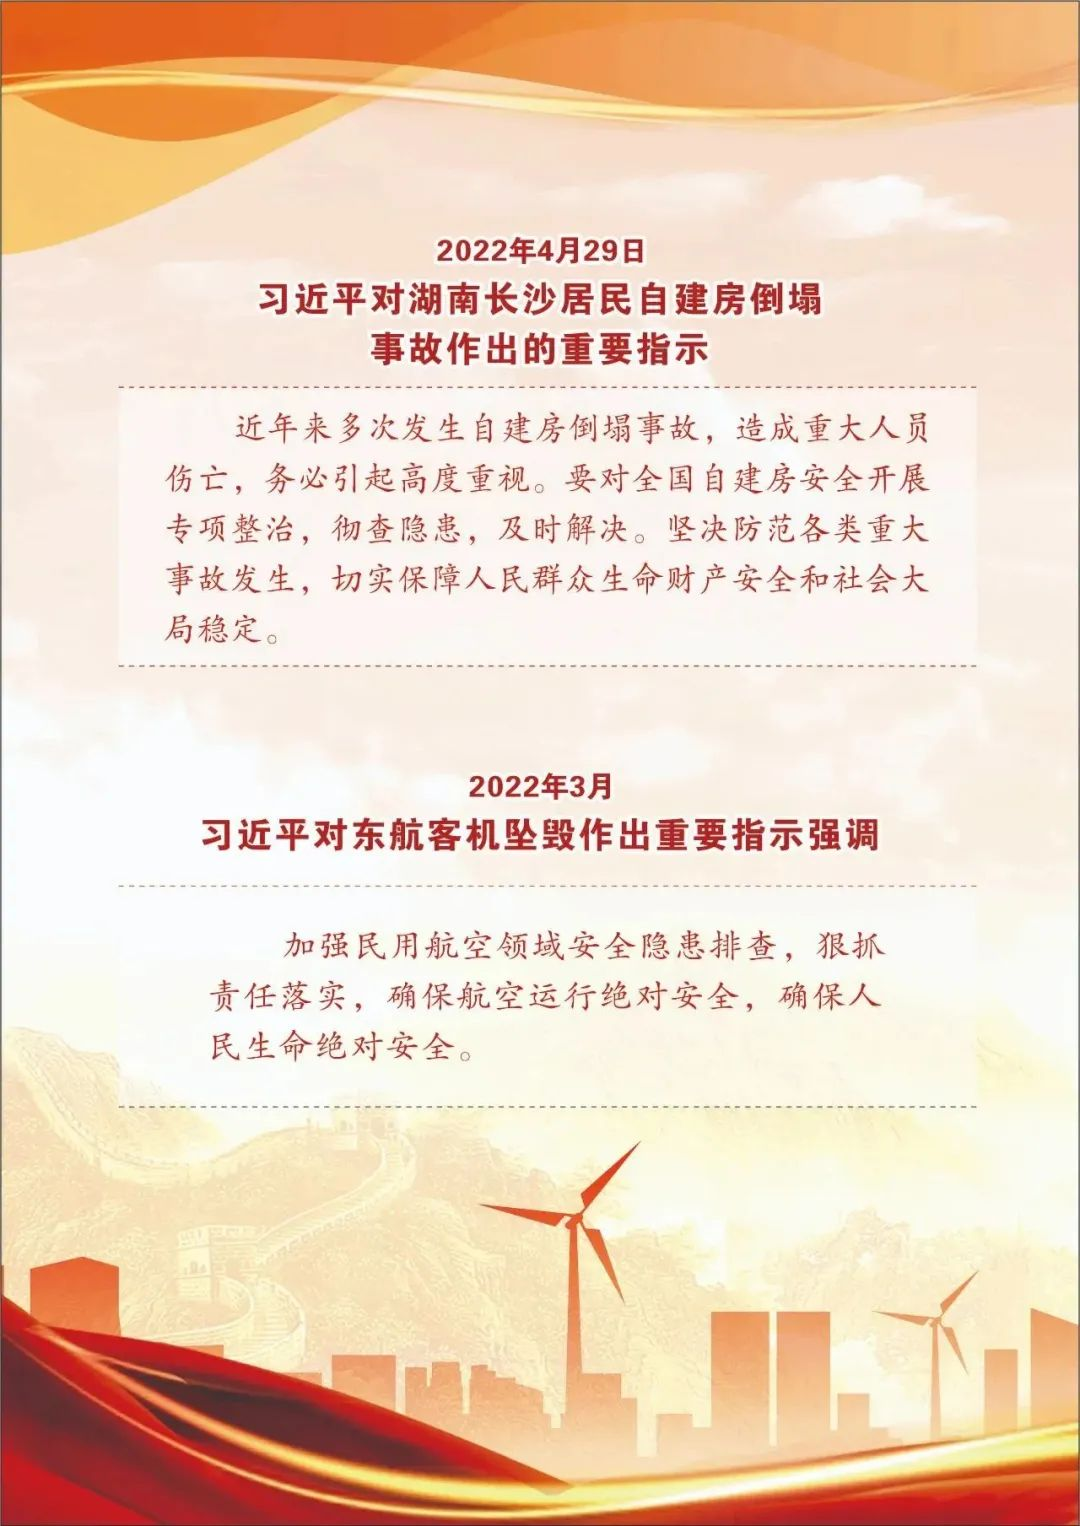 2022年4月29日
习近平对湖南长沙居民自建房倒塌
事故作出的重要指示
近年来多次发生自建房倒塌事故，造成重大人员
伤亡，务必引起高度重视。要对全国自建房安全开展
专项整治，彻查隐患，及时解决。坚决防范各类重大
事故发生，切实保障人民群众生命财产安全和社会大
局稳定。
2022年3月
习近平对东航客机坠毁作出重要指示强调
加强民用航空领域安全隐患排查，狠抓
责任落实，确保航空运行绝对安全，确保人
民生命绝对安全。